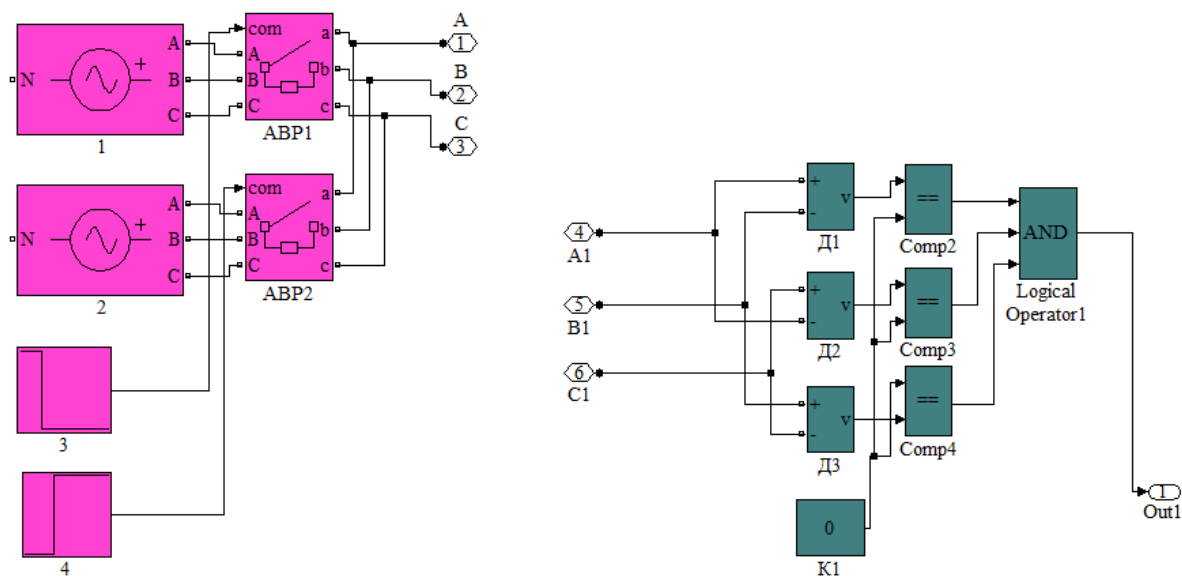 A
N
A
B
C
+
1
com
A
B
C
a
b
c
АВР1
1
B
2
C
3
N
A
B
C
+
2
com
A
B
C
a
b
c
АВР2
3
4
4
A1
5
B1
6
C1
+
-
v
Д1
+
-
v
Д2
+
-
v
Д3
==
Comp2
==
Comp3
==
Comp4
AND
Logical
Operator1
0
К1
1
Out1